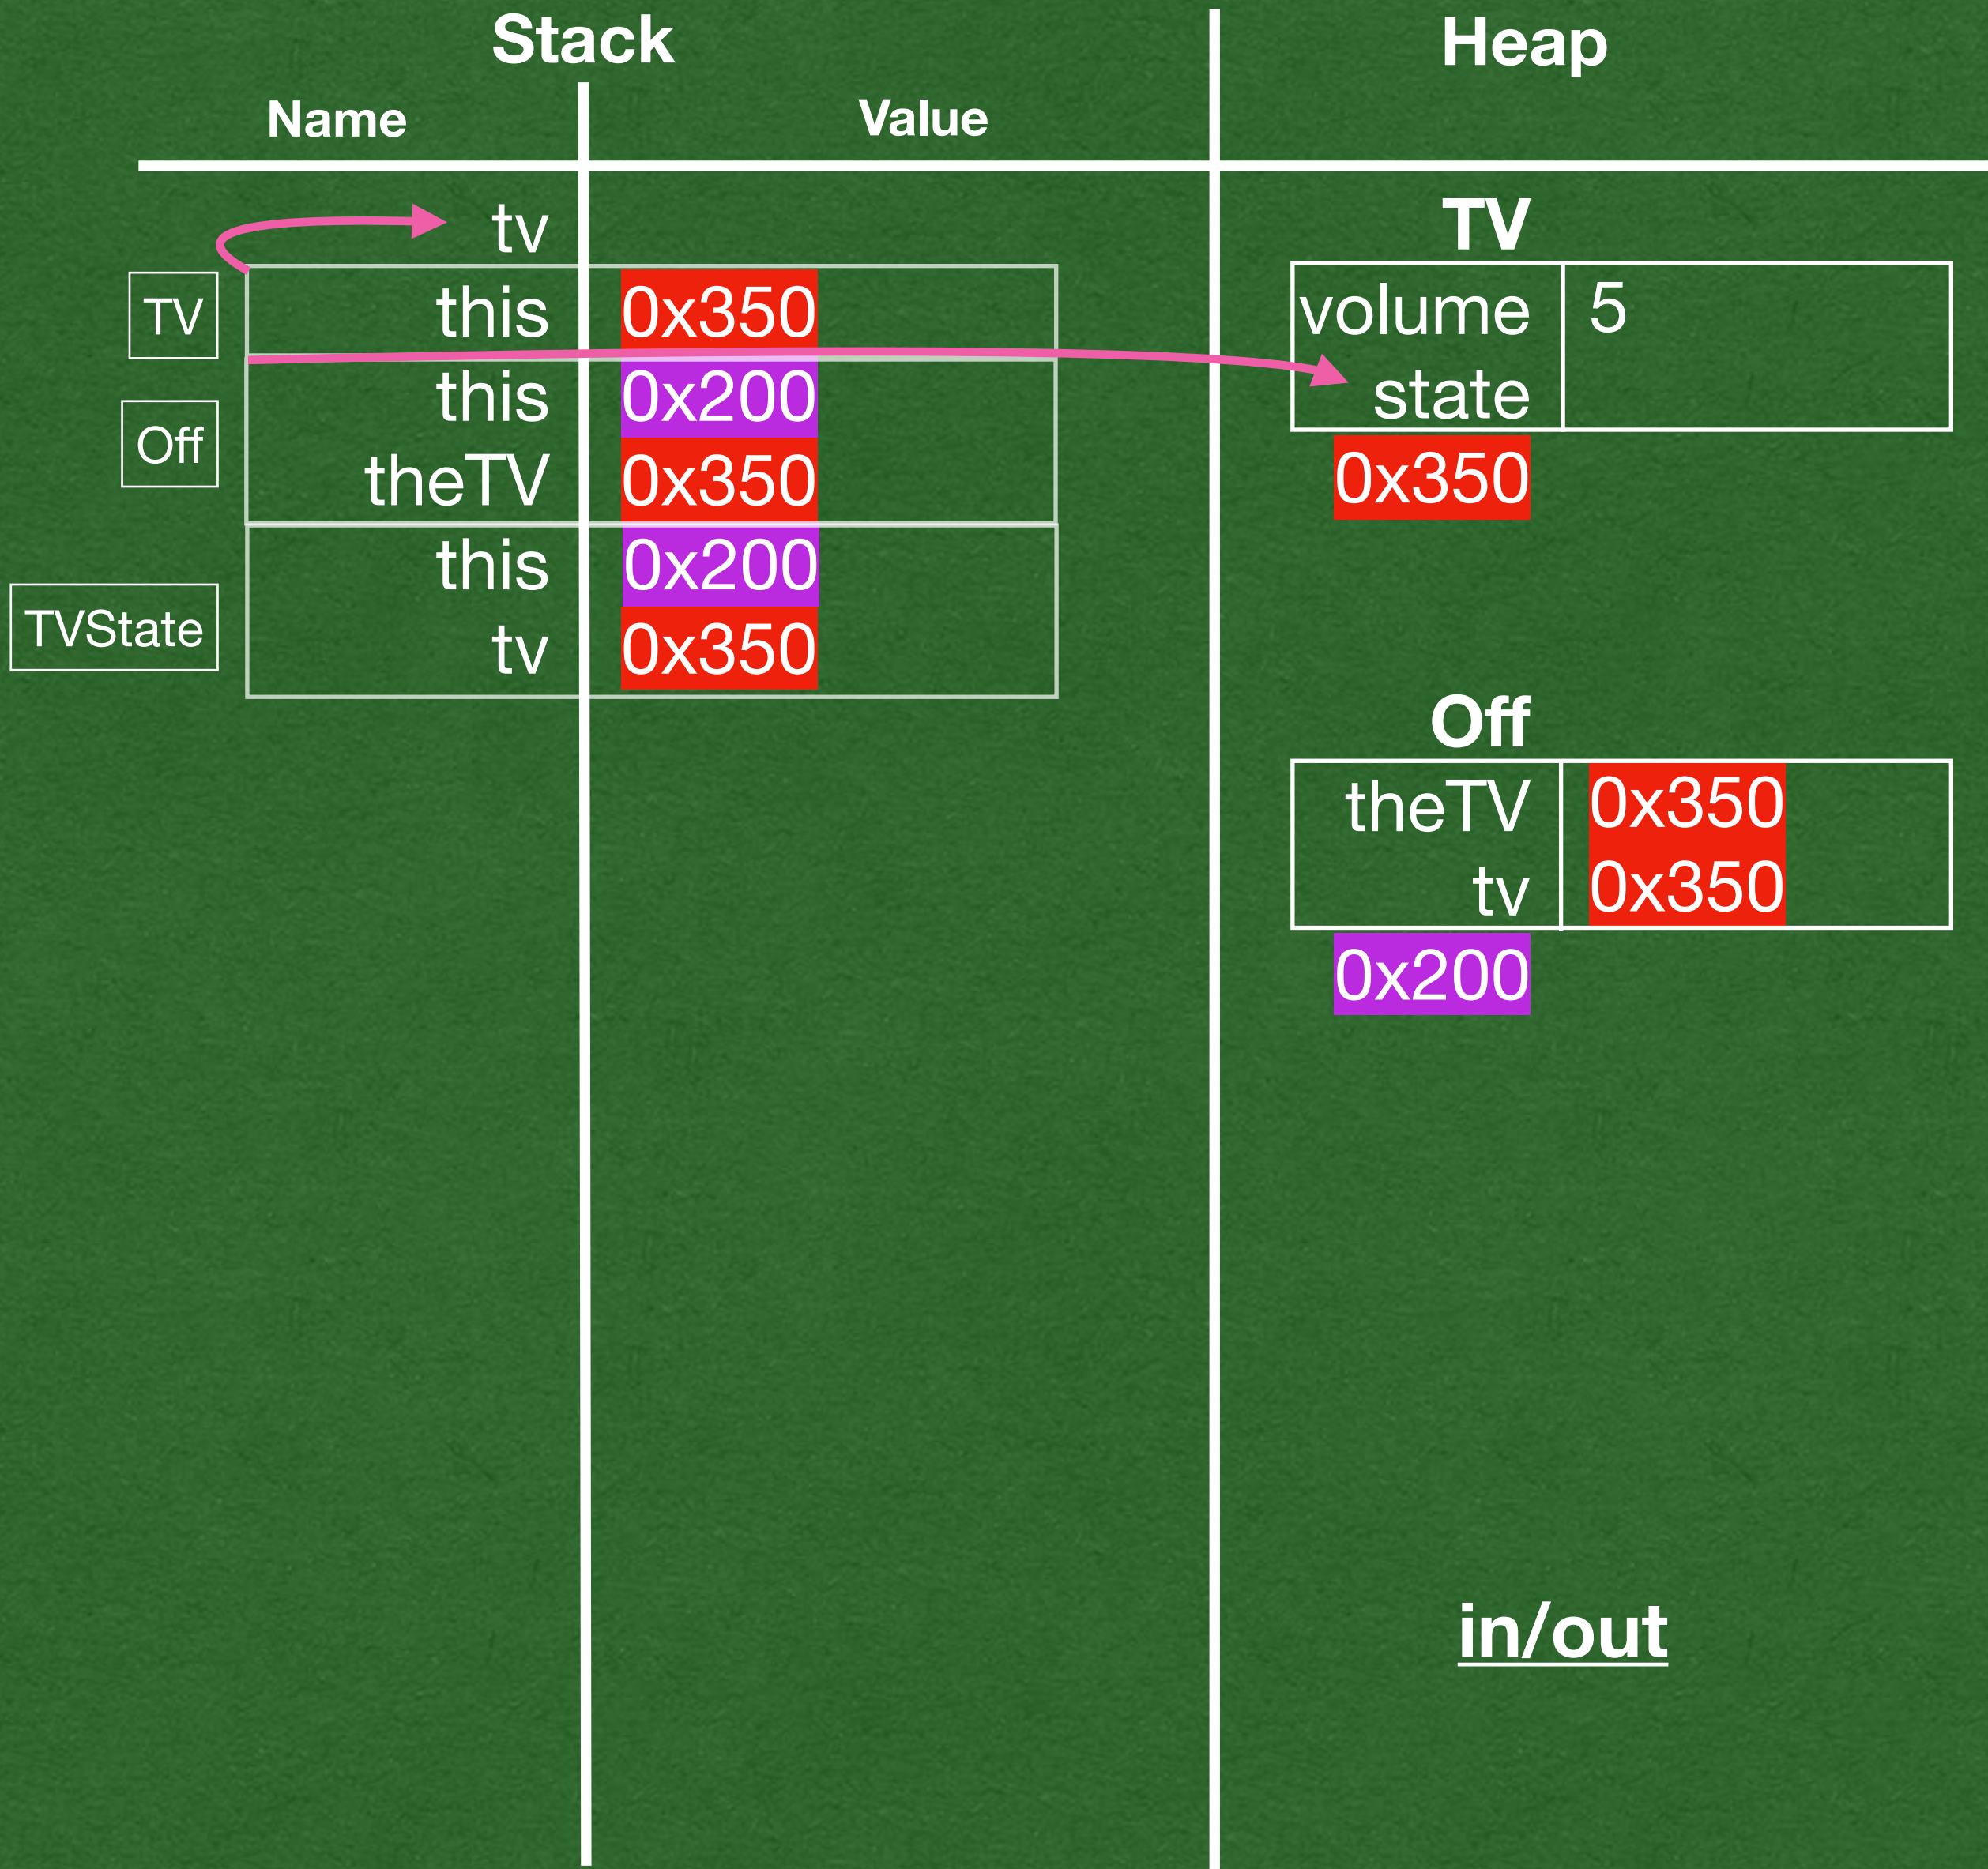 Stack
Heap
Name
Value
tv
TV
this
0x350
this
0x200
Off
theTV
0x350
this
0x200
TVState
tv
0x350
TV
volume
5
state
0x350
Off
theTV
0x350
tv
0x350
0x200
in/out